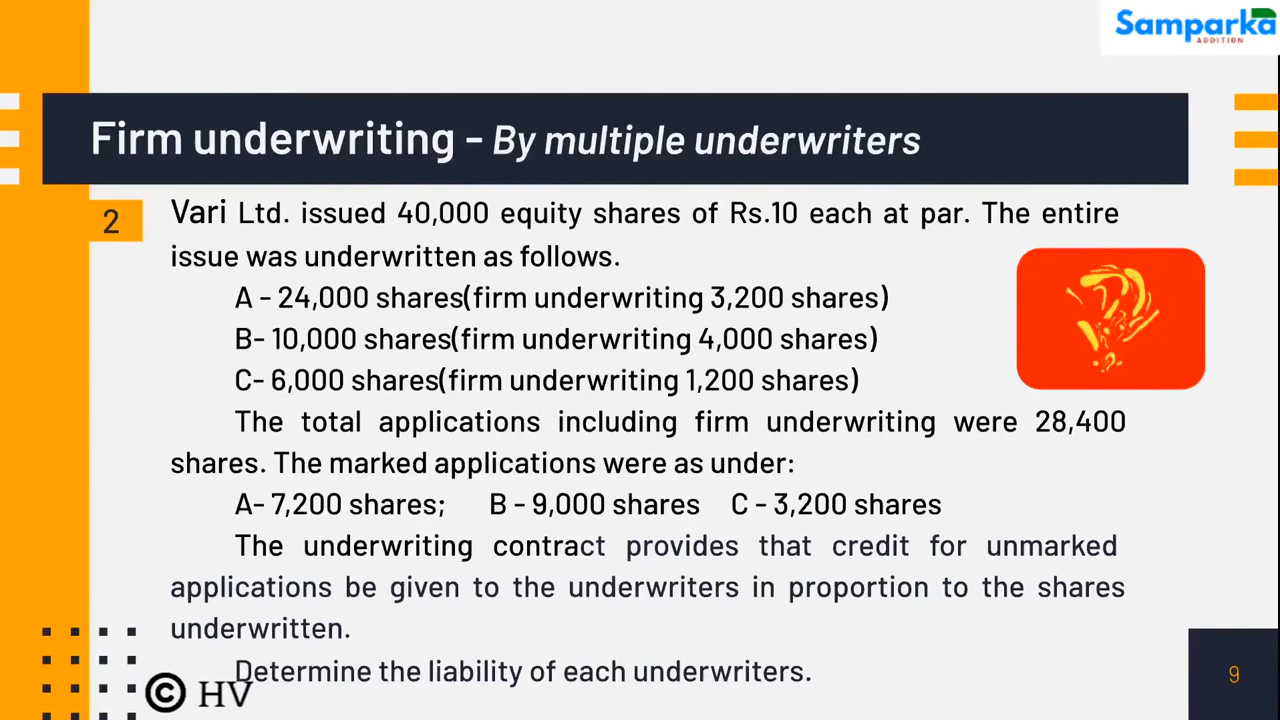 Samparka
ADDITION
Firm underwriting - By multiple underwriters
2
Vari Ltd. issued 40,000 equity shares of Rs.10 each at par. The entire
issue was underwritten as follows.
A - 24,000 shares(firm underwriting 3,200 shares)
B- 10,000 shares(firm underwriting 4,000 shares)
C- 6,000 shares(firm underwriting 1,200 shares)
The total applications including firm underwriting were 28,400
shares. The marked applications were as under:
A- 7,200 shares; B - 9,000 shares C - 3,200 shares
The underwriting contract provides that credit for unmarked
applications be given to the underwriters in proportion to the shares
underwritten.
Determine the liability of each underwriters.
© HV
9